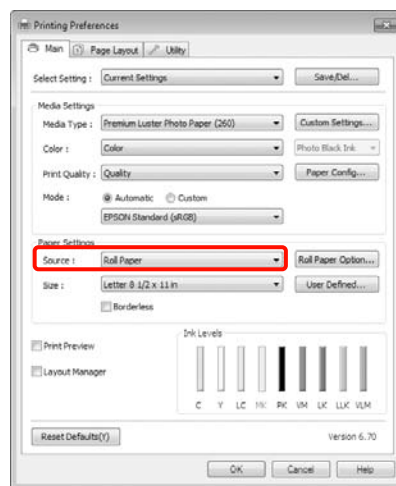 Printing Preferences
Main Page Layout Utility
Select Setting : Current Settings Save/Del...
Media Settings
Media Type : Premium Luster Photo Paper (260) Custom Settings...
Color : Color Photo Black Ink
Print Quality : Quality Paper Config...
Mode : Automatic Custom
EPSON Standard (sRGB)
Paper Settings
Source : Roll Paper Roll Paper Option...
Size : Letter 8 1/2 x 11 in User Defined...
Borderless
Ink Levels
Print Preview
Layout Manager
C Y LC MK PK VM LK LLK VLM
Reset Defaults(Y) Version 6.70
OK Cancel Help